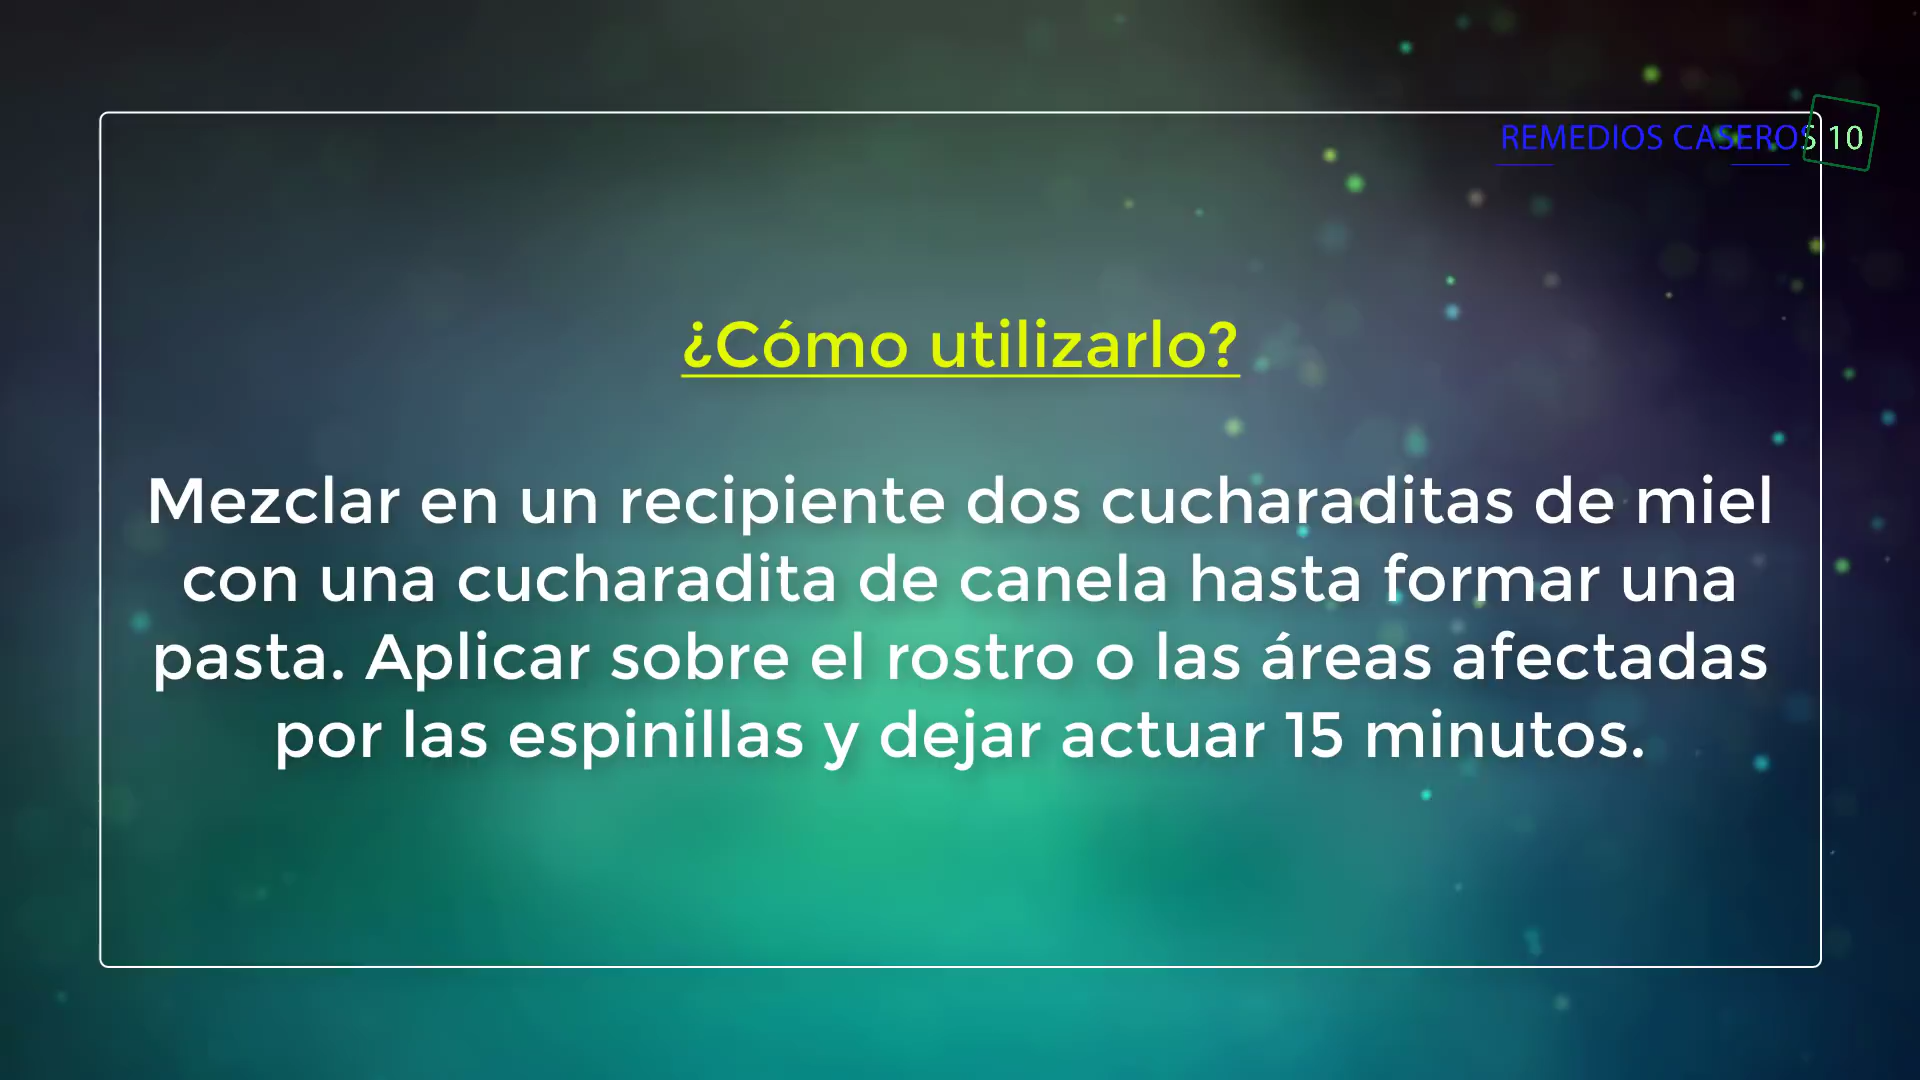 REMEDIOS CASEROS 10
¿Cómo utilizarlo?
Mezclar en un recipiente dos cucharaditas de miel
con una cucharadita de canela hasta formar una
pasta. Aplicar sobre el rostro o las áreas afectadas
por las espinillas y dejar actuar 15 minutos.